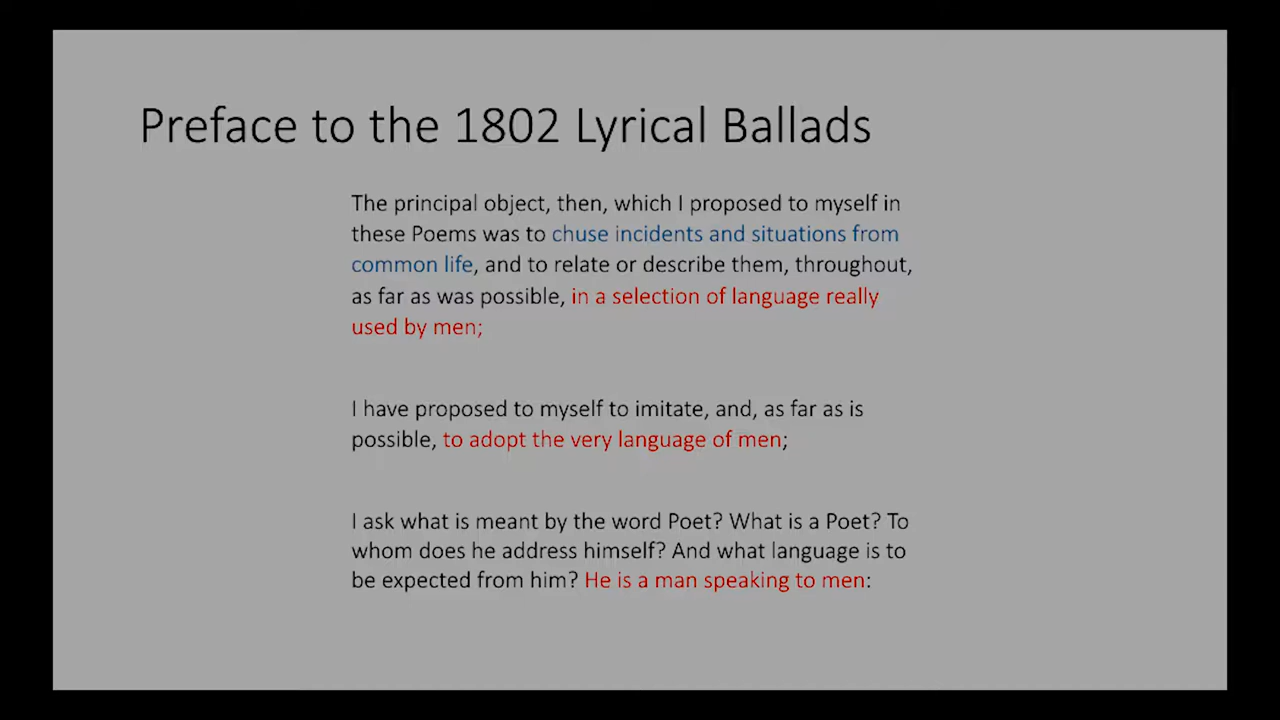 Preface to the 1802 Lyrical Ballads
The principal object, then, which I proposed to myself in
these Poems was to chuse incidents and situations from
common life, and to relate or describe them, throughout,
as far as was possible, in a selection of language really
used by men;
I have proposed to myself to imitate, and, as far as is
possible, to adopt the very language of men;
I ask what is meant by the word Poet? What is a Poet? To
whom does he address himself? And what language is to
be expected from him? He is a man speaking to men: